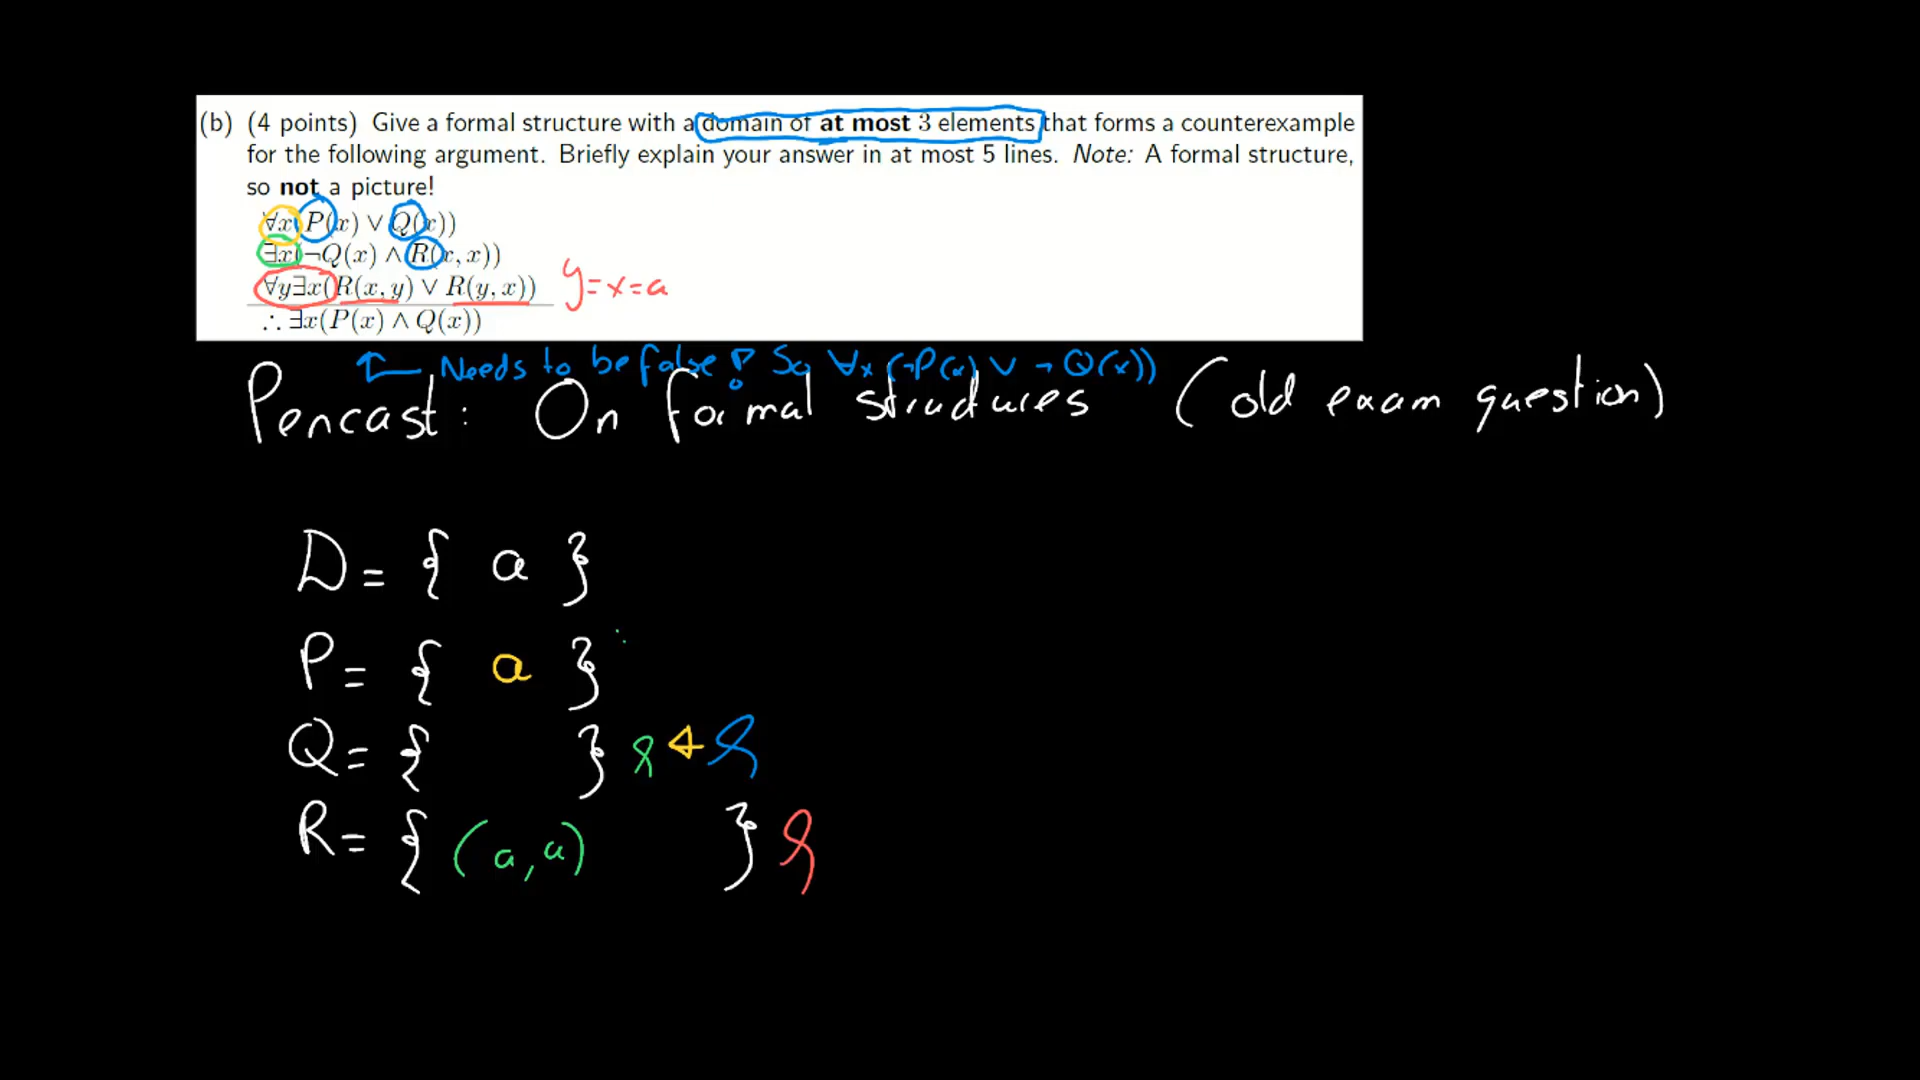 (b) (4 points) Give a formal structure with a domain of at most 3 elements that forms a counterexample
for the following argument. Briefly explain your answer in at most 5 lines. Note: A formal structure,
so not a picture!
∀x(P(x) ∨ Q(x))
∃x(¬Q(x) ∧ R(x, x))
∀y∃x(R(x, y) ∨ R(y, x)) y=x=a
∴ ∃x(P(x) ∧ Q(x))
Needs to be false! So ∀x (¬P(x) ∨ ¬Q(x))
Pencast: On formal structures (old exam question)
D = { a }
P = { a }
Q = { }
R = { (a,a) }